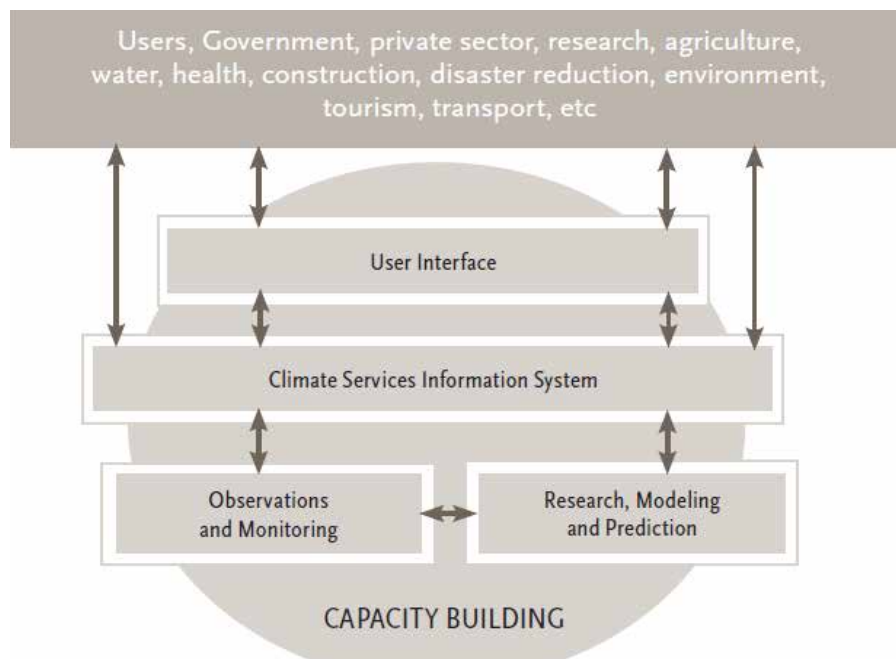 Users, Government, private sector, research, agriculture,
water, health, construction, disaster reduction, environment,
tourism, transport, etc
User Interface
Climate Services Information System
Observations
and Monitoring
Research, Modeling
and Prediction
CAPACITY BUILDING